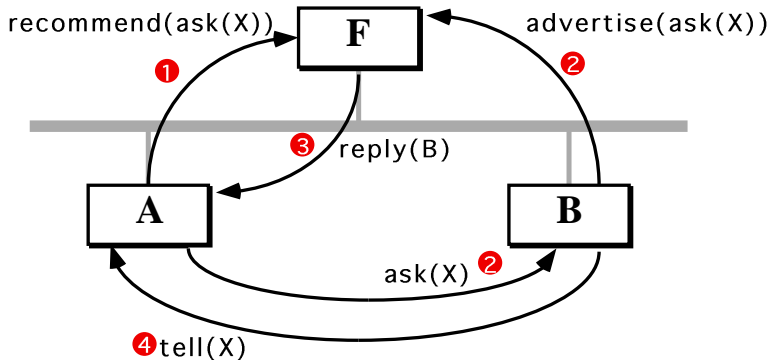 recommend(ask(X))
F
advertise(ask(X))
1
2
3
reply(B)
A
B
ask(X)
2
4
tell(X)